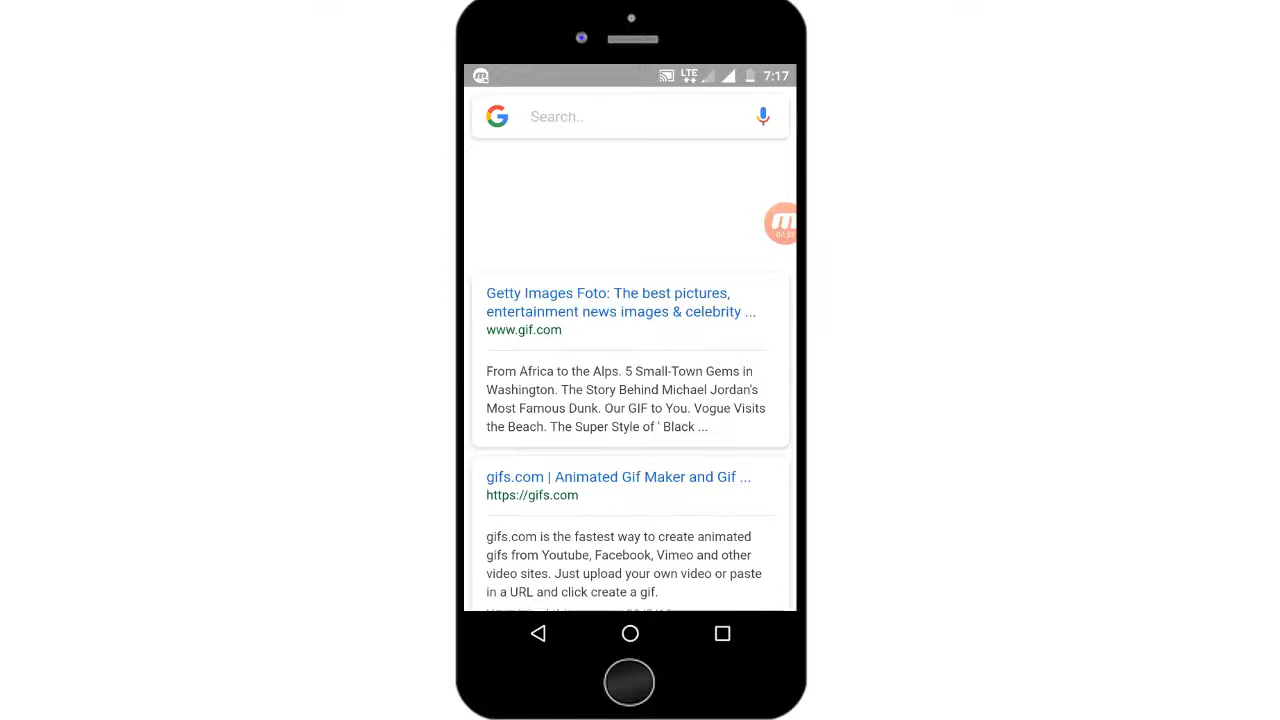 LTE 7:17
Search..
Getty Images Foto: The best pictures,
entertainment news images & celebrity ...
www.gif.com
From Africa to the Alps. 5 Small-Town Gems in
Washington. The Story Behind Michael Jordan's
Most Famous Dunk. Our GIF to You. Vogue Visits
the Beach. The Super Style of ' Black ...
gifs.com | Animated Gif Maker and Gif ...
https://gifs.com
gifs.com is the fastest way to create animated
gifs from Youtube, Facebook, Vimeo and other
video sites. Just upload your own video or paste
in a URL and click create a gif.